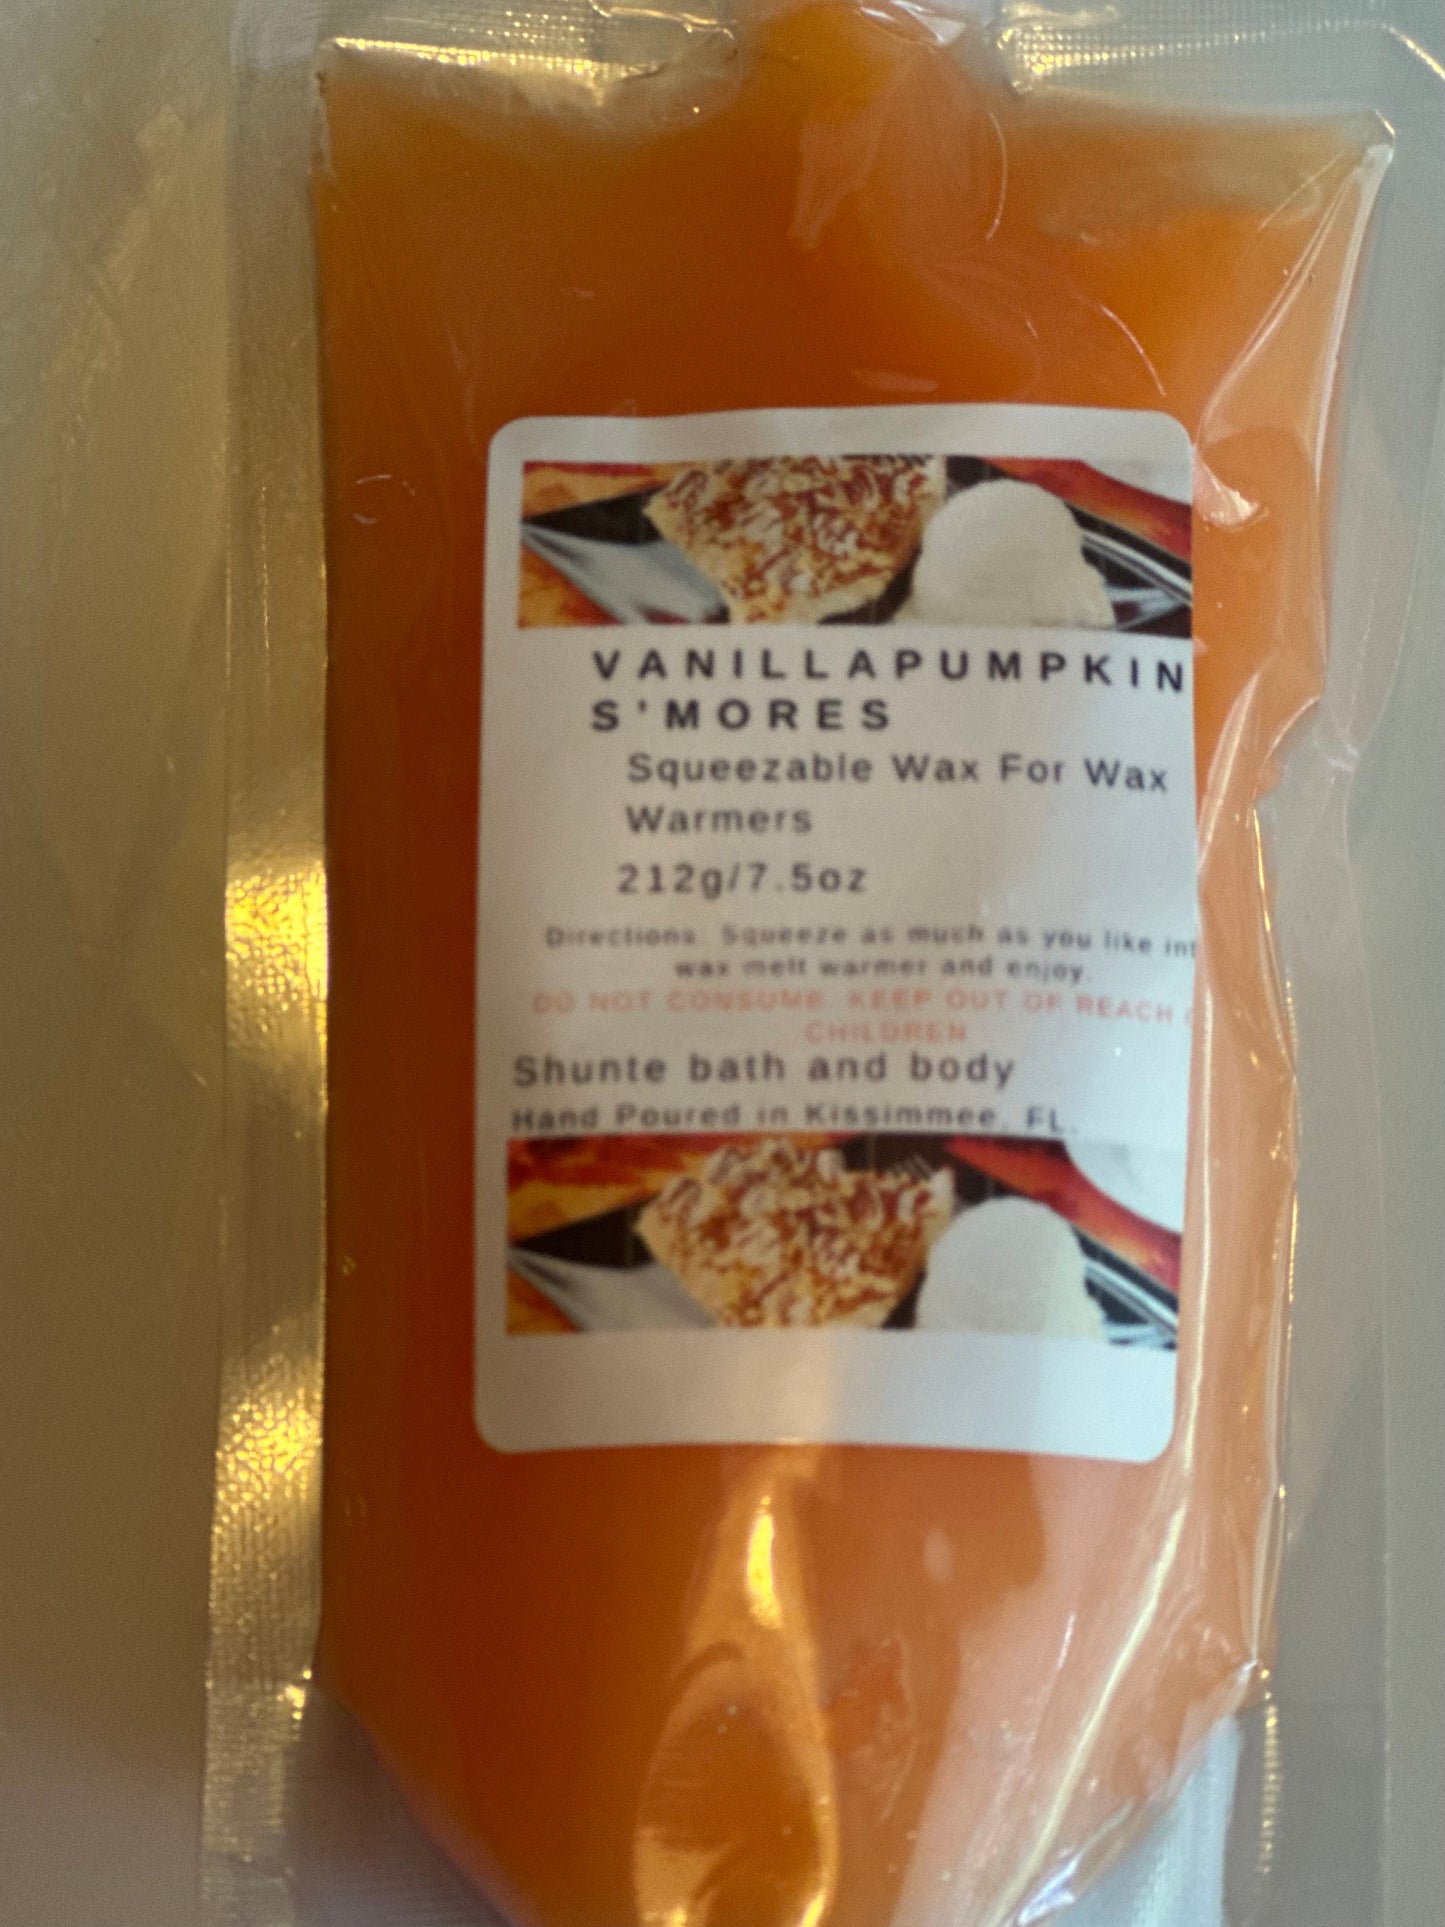 VANILLAPUMPKIN
S'MORES
Squeezable Wax For Wax
Warmers
212g/7.5oz
Directions: Squeeze as much as you like int
wax melt warmer and enjoy.
DO NOT CONSUME. KEEP OUT OF REACH
CHILDREN
Shunte bath and body
Hand Poured in Kissimmee, FL.